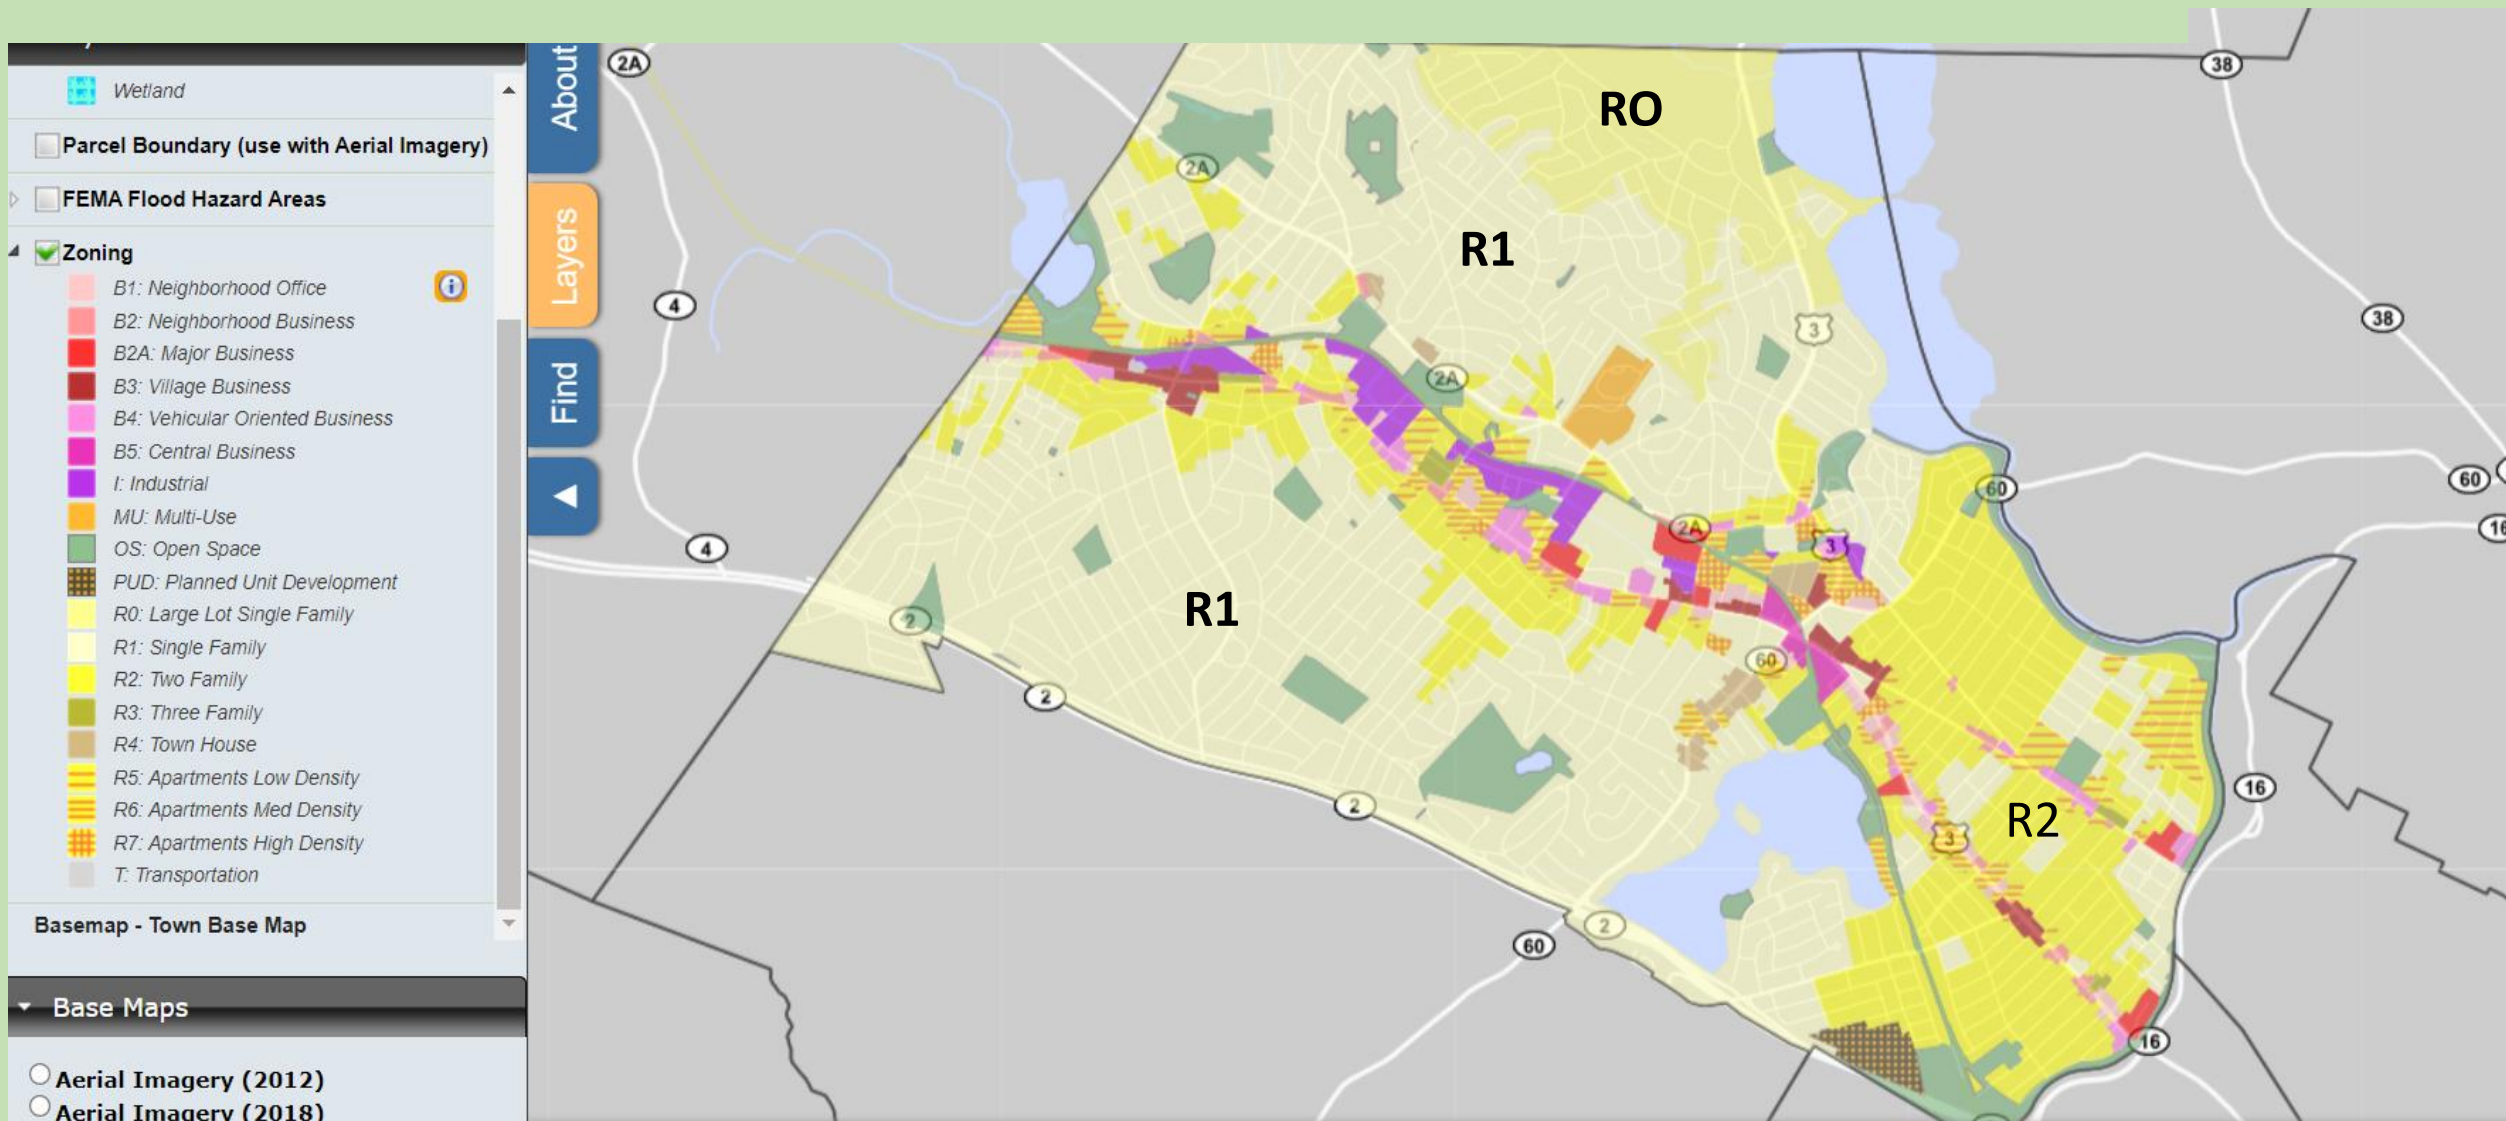 Wetland
Parcel Boundary (use with Aerial Imagery)
FEMA Flood Hazard Areas
Zoning
B1: Neighborhood Office
B2: Neighborhood Business
B2A: Major Business
B3: Village Business
B4: Vehicular Oriented Business
B5: Central Business
I: Industrial
MU: Multi-Use
OS: Open Space
PUD: Planned Unit Development
R0: Large Lot Single Family
R1: Single Family
R2: Two Family
R3: Three Family
R4: Town House
R5: Apartments Low Density
R6: Apartments Med Density
R7: Apartments High Density
T: Transportation
Basemap - Town Base Map
Base Maps
Aerial Imagery (2012)
Aerial Imagery (2018)
About
Layers
Find
2A
38
RO
2A
R1
4
38
3
2A
60
60
2A
3
4
16
R1
2
60
2
16
2
R2
3
2
60
16